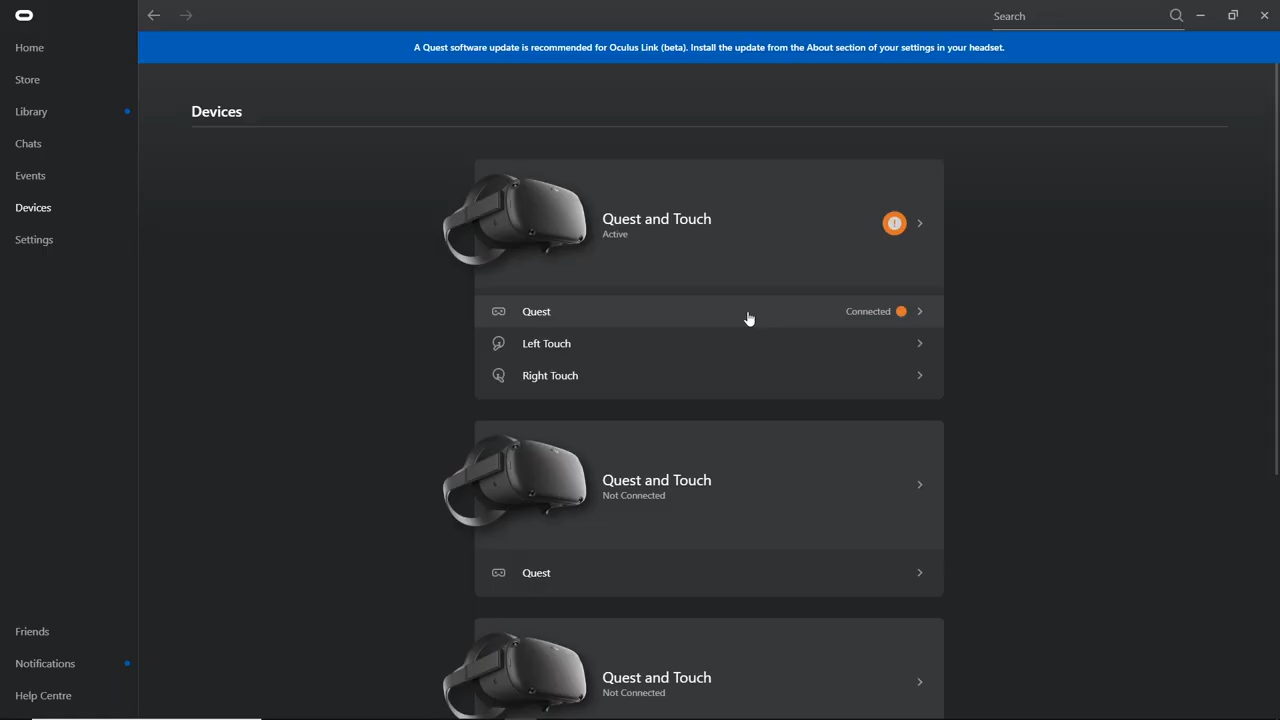 Search
A Quest software update is recommended for Oculus Link (beta). Install the update from the About section of your settings in your headset.
Home
Store
Library
Chats
Events
Devices
Settings
Friends
Notifications
Help Centre
Devices
Quest and Touch
Active
Quest
Connected
Left Touch
Right Touch
Quest and Touch
Not Connected
Quest
Quest and Touch
Not Connected